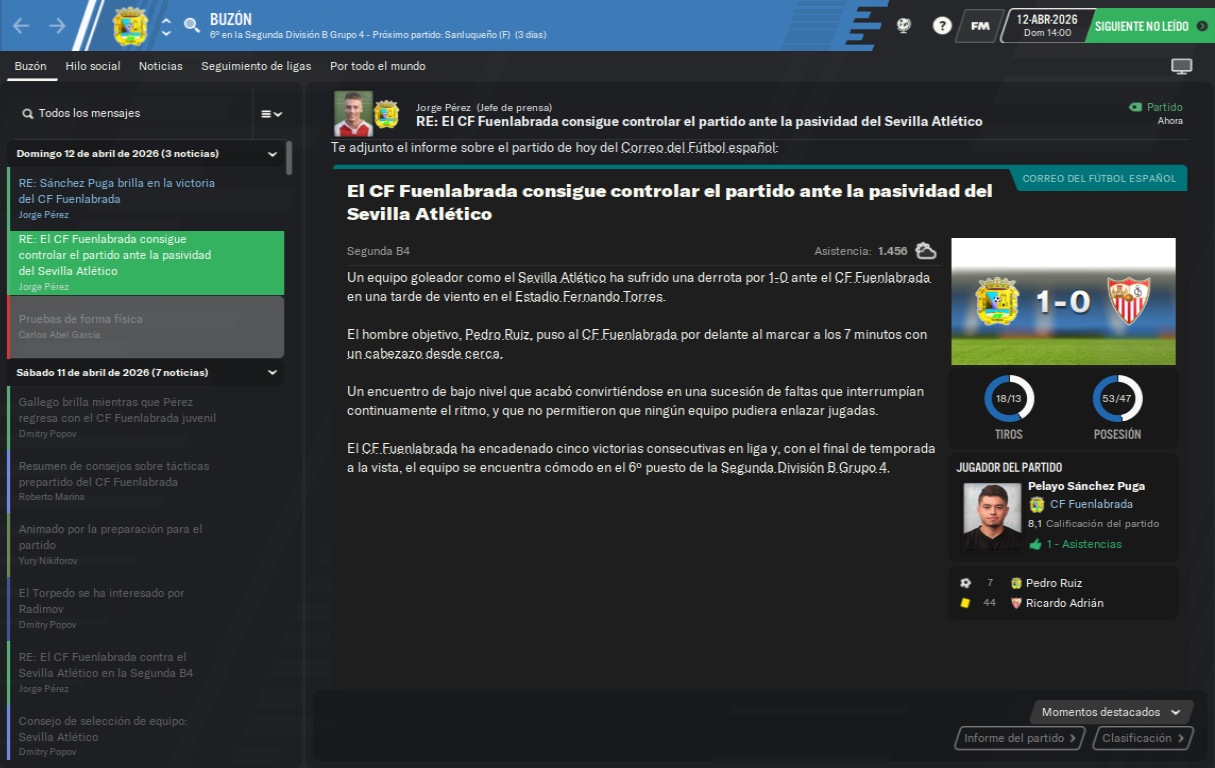 BUZÓN
6º en la Segunda División B Grupo 4 - Próximo partido: Sanluqueño (F) (3 días)
?
FM
12-ABR-2026
Dom 14:00
SIGUIENTE NO LEÍDO
Buzón
Hilo social
Noticias
Seguimiento de ligas
Por todo el mundo
Todos los mensajes
Domingo 12 de abril de 2026 (3 noticias)
RE: Sánchez Puga brilla en la victoria
del CF Fuenlabrada
Jorge Pérez
RE: El CF Fuenlabrada consigue
controlar el partido ante la pasividad
del Sevilla Atlético
Jorge Pérez
Pruebas de forma física
Carlos Abel García
Sábado 11 de abril de 2026 (7 noticias)
Gallego brilla mientras que Pérez
regresa con el CF Fuenlabrada juvenil
Dmitry Popov
Resumen de consejos sobre tácticas
prepartido del CF Fuenlabrada
Roberto Marina
Animado por la preparación para el
partido
Yury Nikiforov
El Torpedo se ha interesado por
Radimov
Dmitry Popov
RE: El CF Fuenlabrada contra el
Sevilla Atlético en la Segunda B4
Jorge Pérez
Consejo de selección de equipo:
Sevilla Atlético
Dmitry Popov
Jorge Pérez (Jefe de prensa)
RE: El CF Fuenlabrada consigue controlar el partido ante la pasividad del Sevilla Atlético
Partido
Ahora
Te adjunto el informe sobre el partido de hoy del Correo del Fútbol español:
CORREO DEL FÚTBOL ESPAÑOL
El CF Fuenlabrada consigue controlar el partido ante la pasividad del
Sevilla Atlético
Segunda B4
Asistencia: 1.456
Un equipo goleador como el Sevilla Atlético ha sufrido una derrota por 1-0 ante el CF Fuenlabrada
en una tarde de viento en el Estadio Fernando Torres.
El hombre objetivo, Pedro Ruiz, puso al CF Fuenlabrada por delante al marcar a los 7 minutos con
un cabezazo desde cerca.
Un encuentro de bajo nivel que acabó convirtiéndose en una sucesión de faltas que interrumpían
continuamente el ritmo, y que no permitieron que ningún equipo pudiera enlazar jugadas.
El CF Fuenlabrada ha encadenado cinco victorias consecutivas en liga y, con el final de temporada
a la vista, el equipo se encuentra cómodo en el 6º puesto de la Segunda División B Grupo 4.
1-0
18/13
53/47
TIROS
POSESIÓN
JUGADOR DEL PARTIDO
Pelayo Sánchez Puga
CF Fuenlabrada
8,1 Calificación del partido
1 - Asistencias
7 Pedro Ruiz
44 Ricardo Adrián
Momentos destacados
Informe del partido
Clasificación